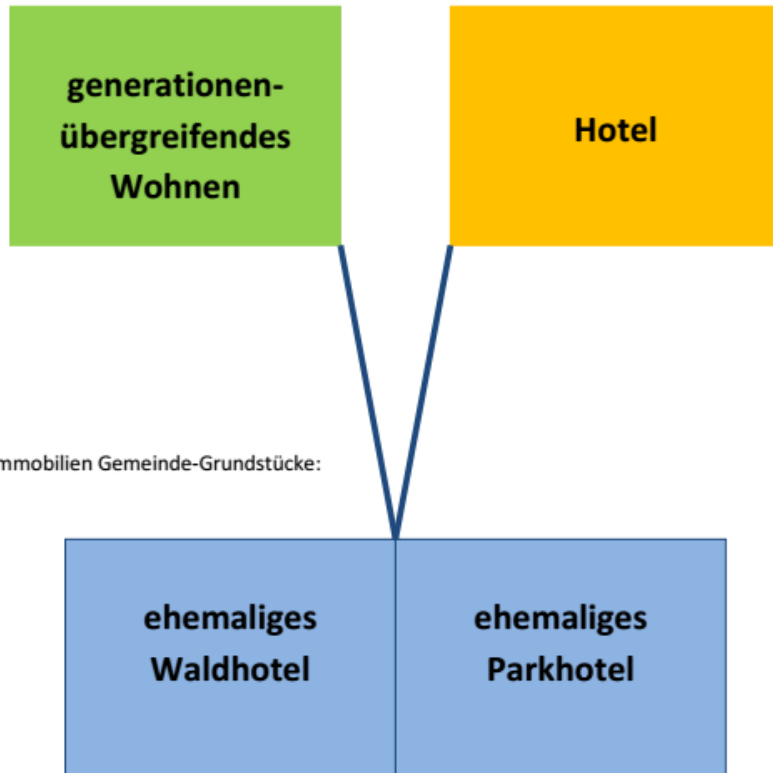 generationen-
übergreifendes
Wohnen
Hotel
mmobilien Gemeinde-Grundstücke:
ehemaliges
Waldhotel
ehemaliges
Parkhotel